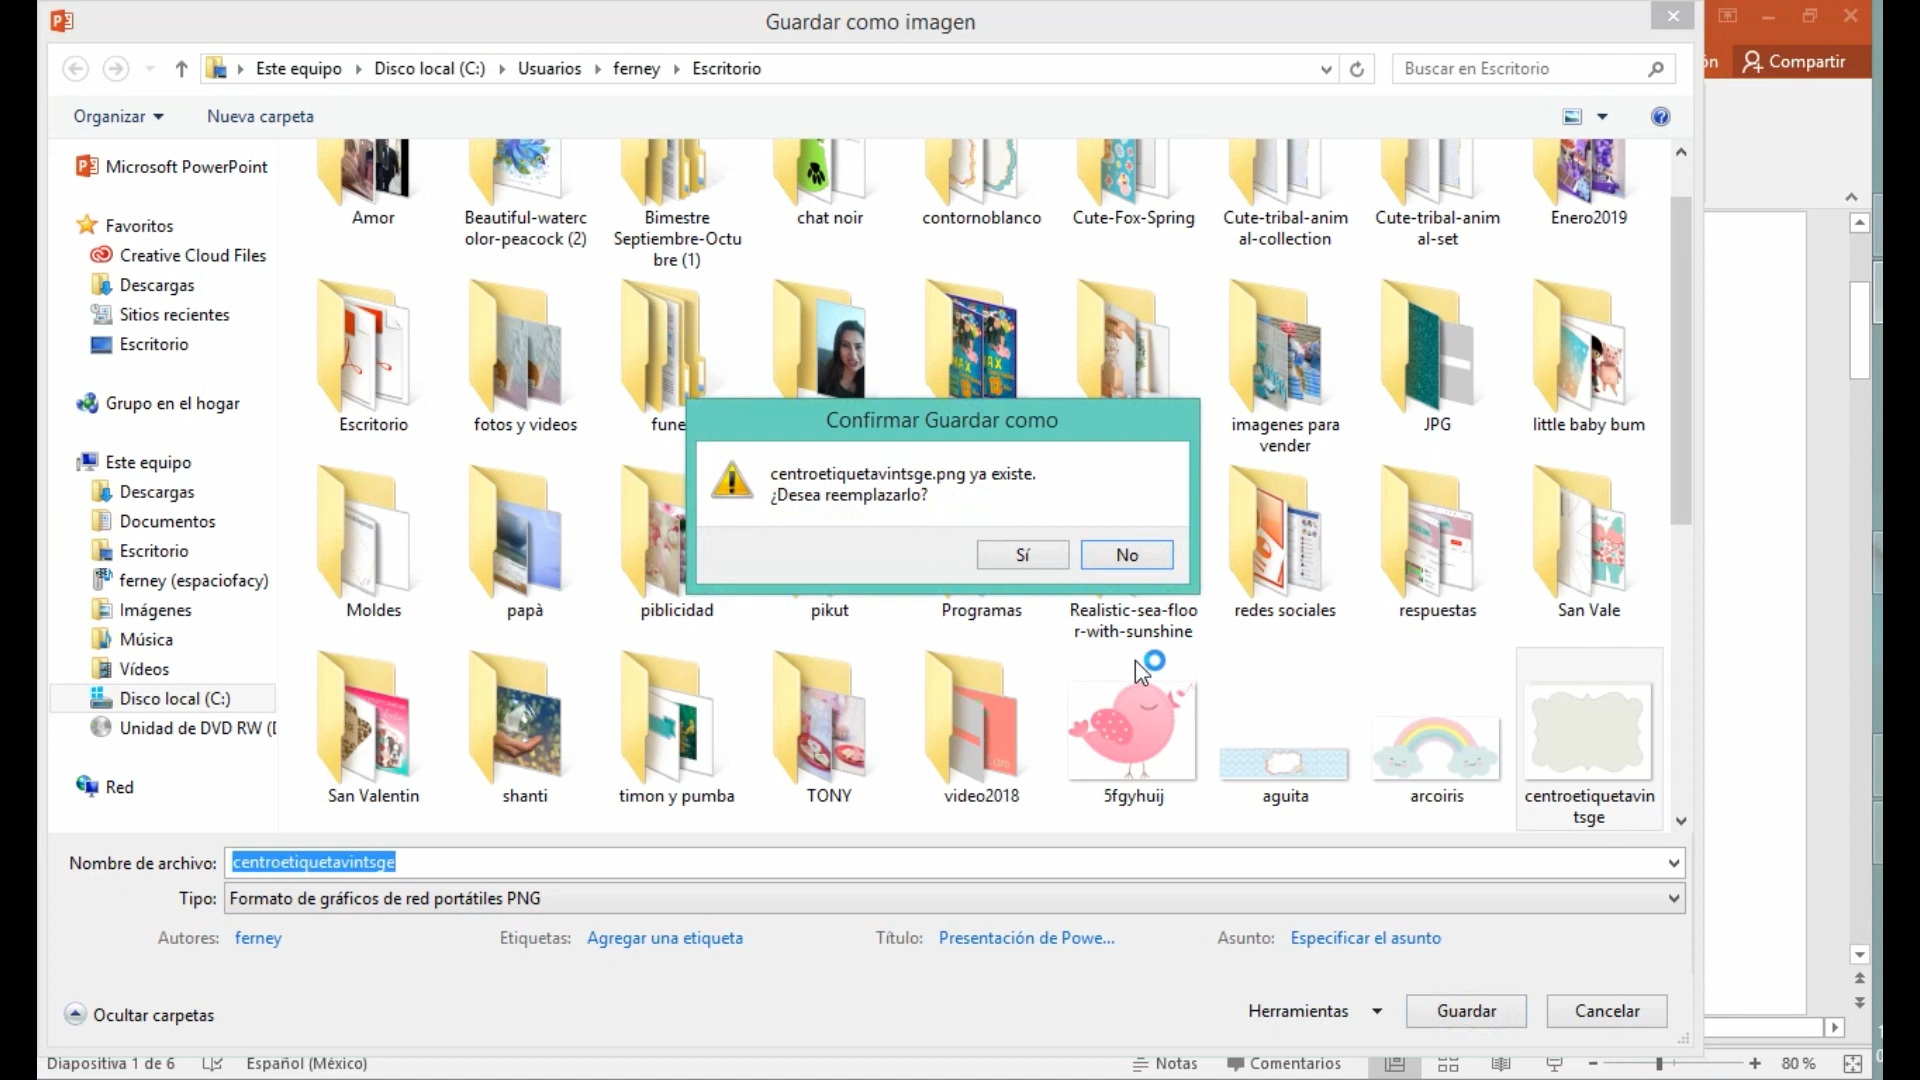 Guardar como imagen
Compartir
Este equipo
Disco local (C:)
Usuarios
ferney
Escritorio
Buscar en Escritorio
Organizar
Nueva carpeta
Microsoft PowerPoint
Favoritos
Creative Cloud Files
Descargas
Sitios recientes
Escritorio
Grupo en el hogar
Este equipo
Descargas
Documentos
Escritorio
ferney (espaciofacy)
Imágenes
Música
Vídeos
Disco local (C:)
Unidad de DVD RW (
Red
Amor
Beautiful-waterc
olor-peacock (2)
Bimestre
Septiembre-Octu
bre (1)
chat noir
contornoblanco
Cute-Fox-Spring
Cute-tribal-anim
al-collection
Cute-tribal-anim
al-set
Enero2019
Escritorio
fotos y videos
fune
imagenes para
vender
JPG
little baby bum
Confirmar Guardar como
centroetiquetavintsge.png ya existe.
¿Desea reemplazarlo?
Sí
No
Moldes
papà
piblicidad
pikut
Programas
Realistic-sea-floo
r-with-sunshine
redes sociales
respuestas
San Vale
San Valentin
shanti
timon y pumba
TONY
video2018
5fgyhuij
aguita
arcoiris
centroetiquetavin
tsge
Nombre de archivo:
centroetiquetavintsge
Tipo:
Formato de gráficos de red portátiles PNG
Autores:
ferney
Etiquetas:
Agregar una etiqueta
Título:
Presentación de Powe...
Asunto:
Especificar el asunto
Ocultar carpetas
Herramientas
Guardar
Cancelar
Diapositiva 1 de 6
Español (México)
Notas
Comentarios
80 %